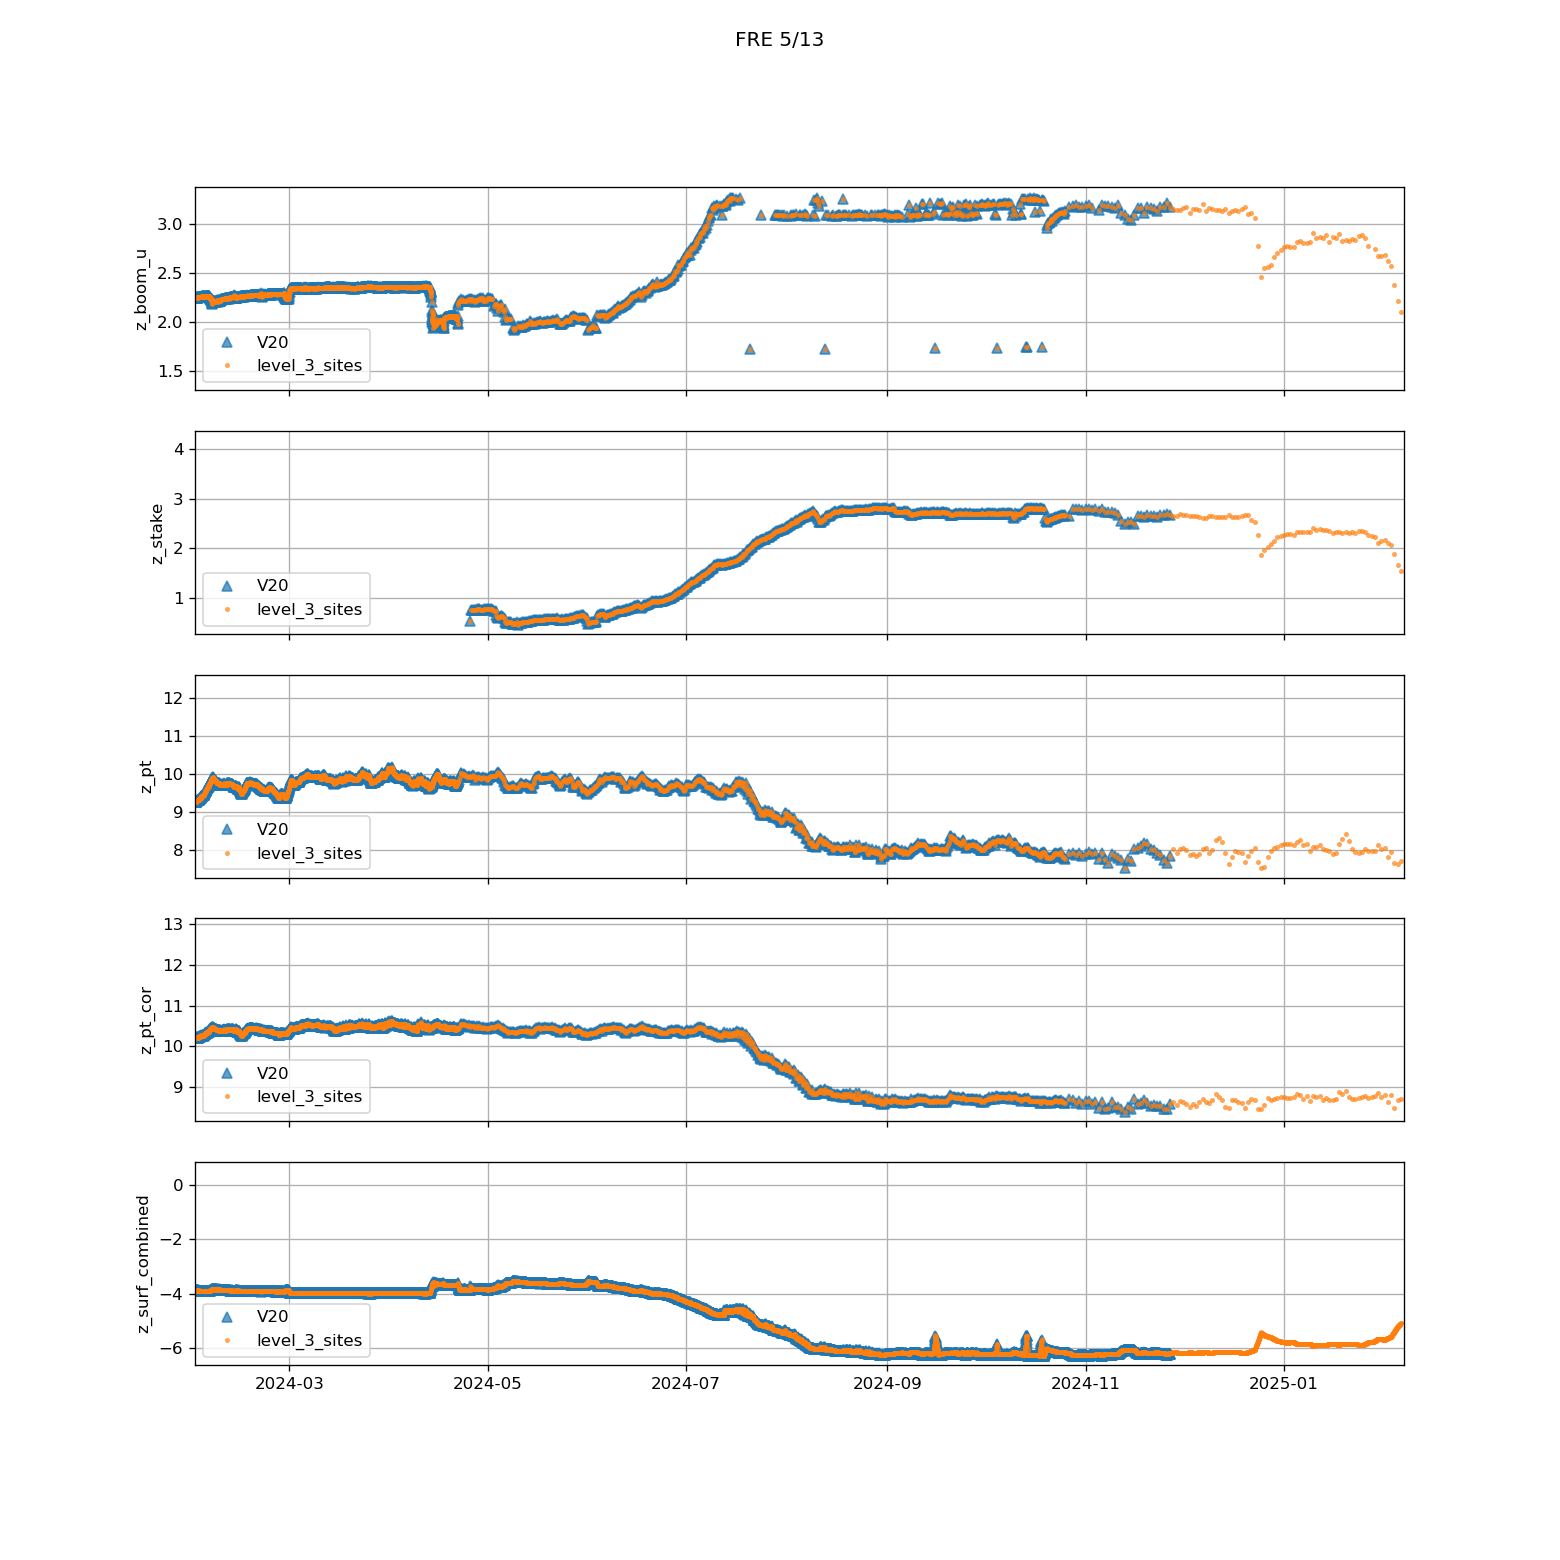 FRE 5/13
z_boom_u
3.0
2.5
2.0
1.5
V20
level_3_sites
z_stake
4
3
2
1
V20
level_3_sites
z_pt
12
11
10
9
8
V20
level_3_sites
z_pt_cor
13
12
11
10
9
V20
level_3_sites
z_surf_combined
0
−2
−4
−6
V20
level_3_sites
2024-03 2024-05 2024-07 2024-09 2024-11 2025-01